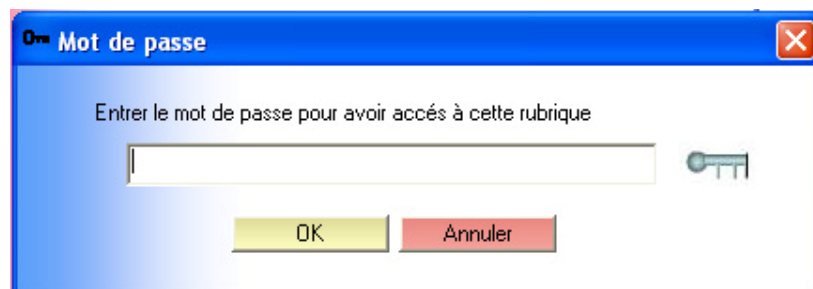 Mot de passe
Entrer le mot de passe pour avoir accés à cette rubrique
OK
Annuler